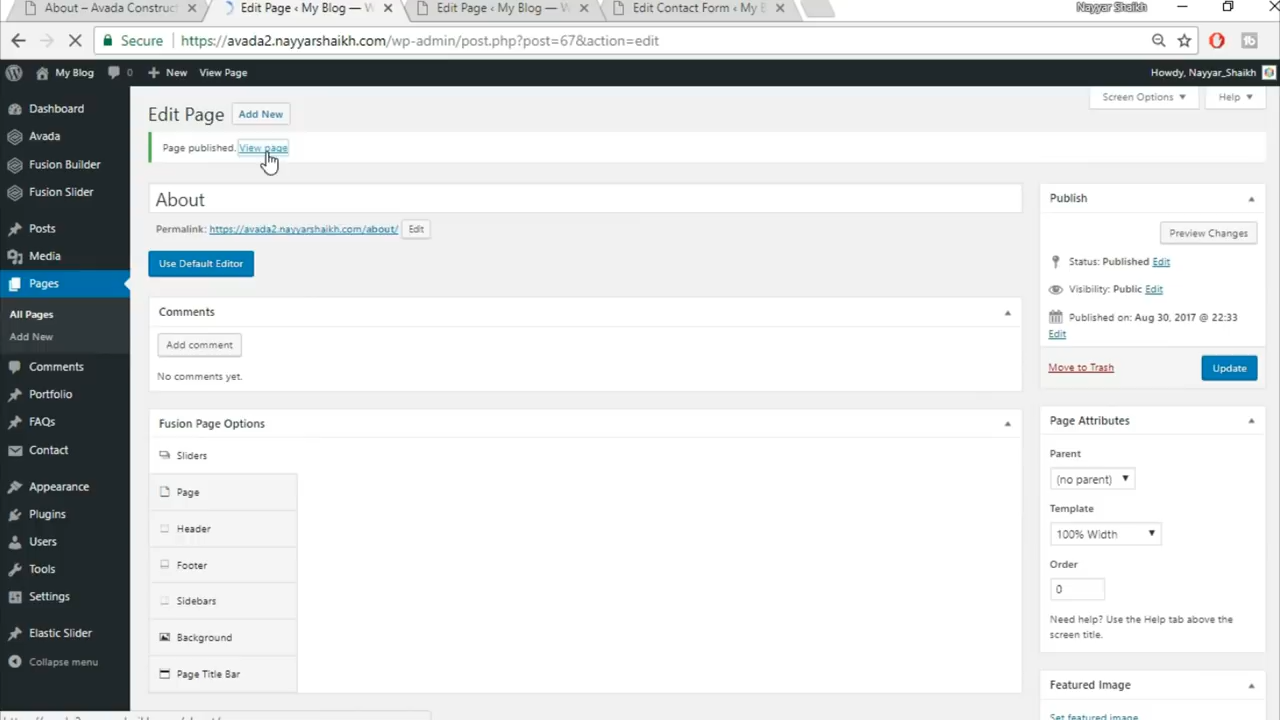 About – Avada Construct
Edit Page ‹ My Blog — W
Edit Page ‹ My Blog — W
Edit Contact Form ‹ My B
Nayyar Shaikh
Secure
https://avada2.nayyarshaikh.com/wp-admin/post.php?post=67&action=edit
My Blog
0
New
View Page
Howdy, Nayyar_Shaikh
Dashboard
Avada
Fusion Builder
Fusion Slider
Posts
Media
Pages
All Pages
Add New
Comments
Portfolio
FAQs
Contact
Appearance
Plugins
Users
Tools
Settings
Elastic Slider
Collapse menu
Screen Options
Help
Edit Page
Add New
Page published. View page
About
Permalink: https://avada2.nayyarshaikh.com/about/ Edit
Use Default Editor
Comments
Add comment
No comments yet.
Fusion Page Options
Sliders
Page
Header
Footer
Sidebars
Background
Page Title Bar
Publish
Preview Changes
Status: Published Edit
Visibility: Public Edit
Published on: Aug 30, 2017 @ 22:33
Edit
Move to Trash
Update
Page Attributes
Parent
(no parent)
Template
100% Width
Order
0
Need help? Use the Help tab above the
screen title.
Featured Image
Set featured image